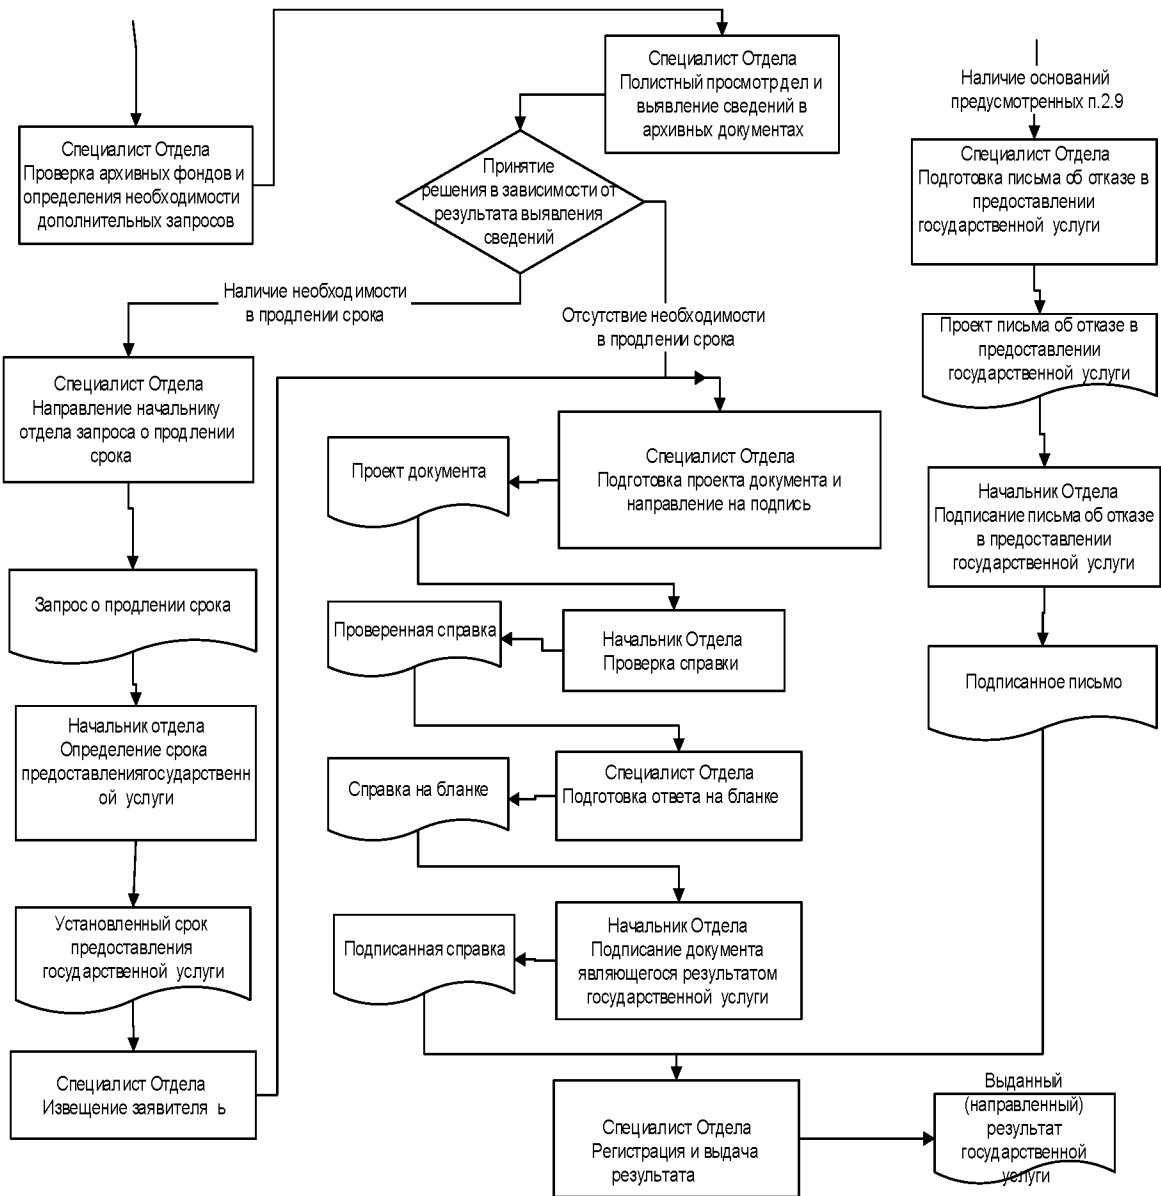 Специалист Отдела
Проверка архивных фондов и
определения необходимости
дополнительных запросов
Специалист Отдела
Полистный просмотр дел и
выявление сведений в
архивных документах
Принятие
решения в зависимости от
результата выявления
сведений
Наличие необходимости
в продлении срока
Отсутствие необходимости
в продлении срока
Специалист Отдела
Направление начальнику
отдела запроса о продлении
срока
Запрос о продлении срока
Начальник отдела
Определение срока
предоставлениягосударственн
ой услуги
Установленный срок
предоставления
государственной услуги
Специалист Отдела
Извещение заявителя ь
Специалист Отдела
Подготовка проекта документа и
направление на подпись
Проект документа
Начальник Отдела
Проверка справки
Проверенная справка
Специалист Отдела
Подготовка ответа на бланке
Справка на бланке
Начальник Отдела
Подписание документа
являющегося результатом
государственной услуги
Подписанная справка
Наличие оснований
предусмотренных п.2.9
Специалист Отдела
Подготовка письма об отказе в
предоставлении
государственной услуги
Проект письма об отказе в
предоставлении
государственной услуги
Начальник Отдела
Подписание письма об отказе
в предоставлении
государственной услуги
Подписанное письмо
Специалист Отдела
Регистрация и выдача
результата
Выданный
(направленный)
результат
государственной
услуги